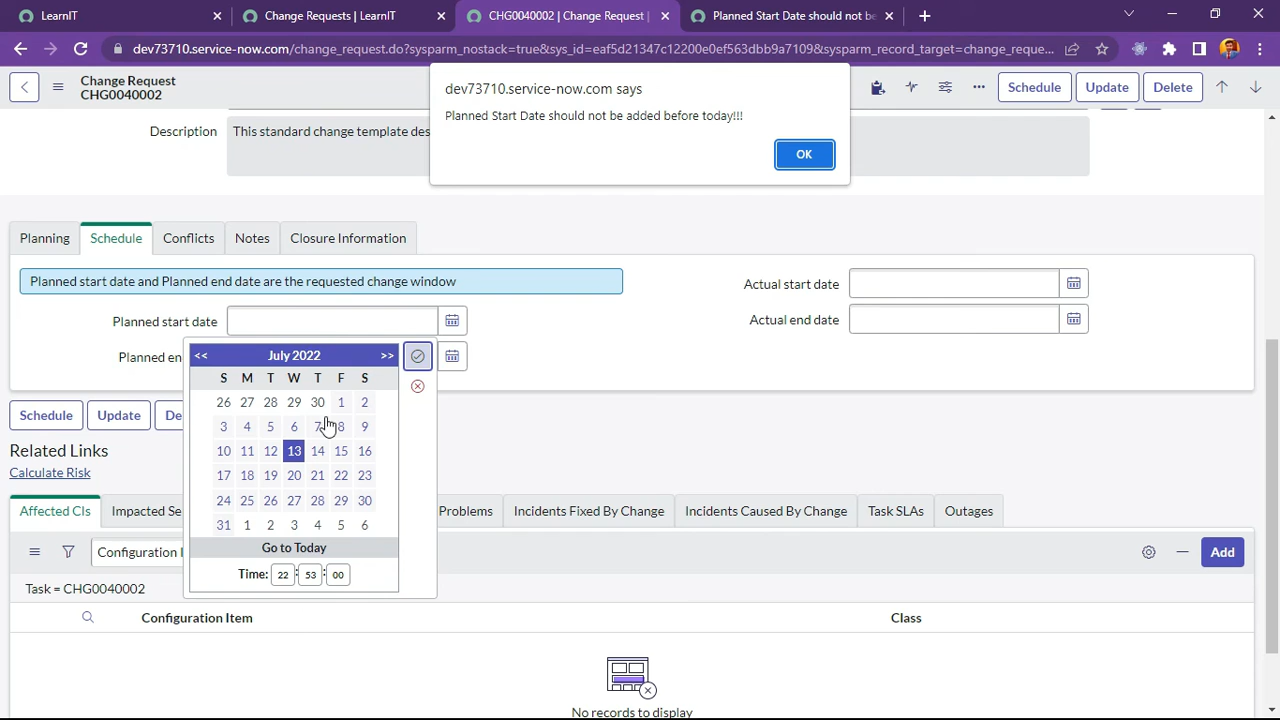 LearnIT
Change Requests | LearnIT
CHG0040002 | Change Request |
Planned Start Date should not be
dev73710.service-now.com/change_request.do?sysparm_nostack=true&sys_id=eaf5d21347c12200e0ef563dbb9a7109&sysparm_record_target=change_reque...
Change Request
CHG0040002
Schedule
Update
Delete
dev73710.service-now.com says
Planned Start Date should not be added before today!!!
OK
Description
This standard change template des
Planning
Schedule
Conflicts
Notes
Closure Information
Planned start date and Planned end date are the requested change window
Planned start date
Planned en
Actual start date
Actual end date
<< July 2022 >>
S M T W T F S
26 27 28 29 30 1 2
3 4 5 6 7 8 9
10 11 12 13 14 15 16
17 18 19 20 21 22 23
24 25 26 27 28 29 30
31 1 2 3 4 5 6
Go to Today
Time: 22 : 53 : 00
Schedule
Update
De
Related Links
Calculate Risk
Affected CIs
Impacted Se
Problems
Incidents Fixed By Change
Incidents Caused By Change
Task SLAs
Outages
Configuration I
Add
Task = CHG0040002
Configuration Item
Class
No records to display